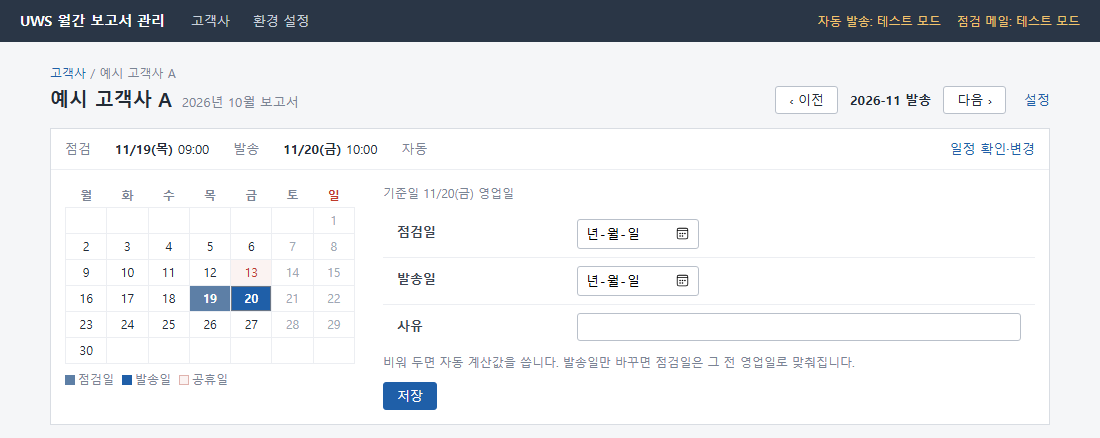 UWS 월간 보고서 관리 고객사 환경 설정 자동 발송: 테스트 모드 점검 메일: 테스트 모드
고객사 / 예시 고객사 A
예시 고객사 A 2026년 10월 보고서 ‹ 이전 2026-11 발송 다음 › 설정
점검 11/19(목) 09:00 발송 11/20(금) 10:00 자동 일정 확인·변경
월 화 수 목 금 토 일
1
2 3 4 5 6 7 8
9 10 11 12 13 14 15
16 17 18 19 20 21 22
23 24 25 26 27 28 29
30
점검일 발송일 공휴일
기준일 11/20(금) 영업일
점검일 년-월-일
발송일 년-월-일
사유
비워 두면 자동 계산값을 씁니다. 발송일만 바꾸면 점검일은 그 전 영업일로 맞춰집니다.
저장